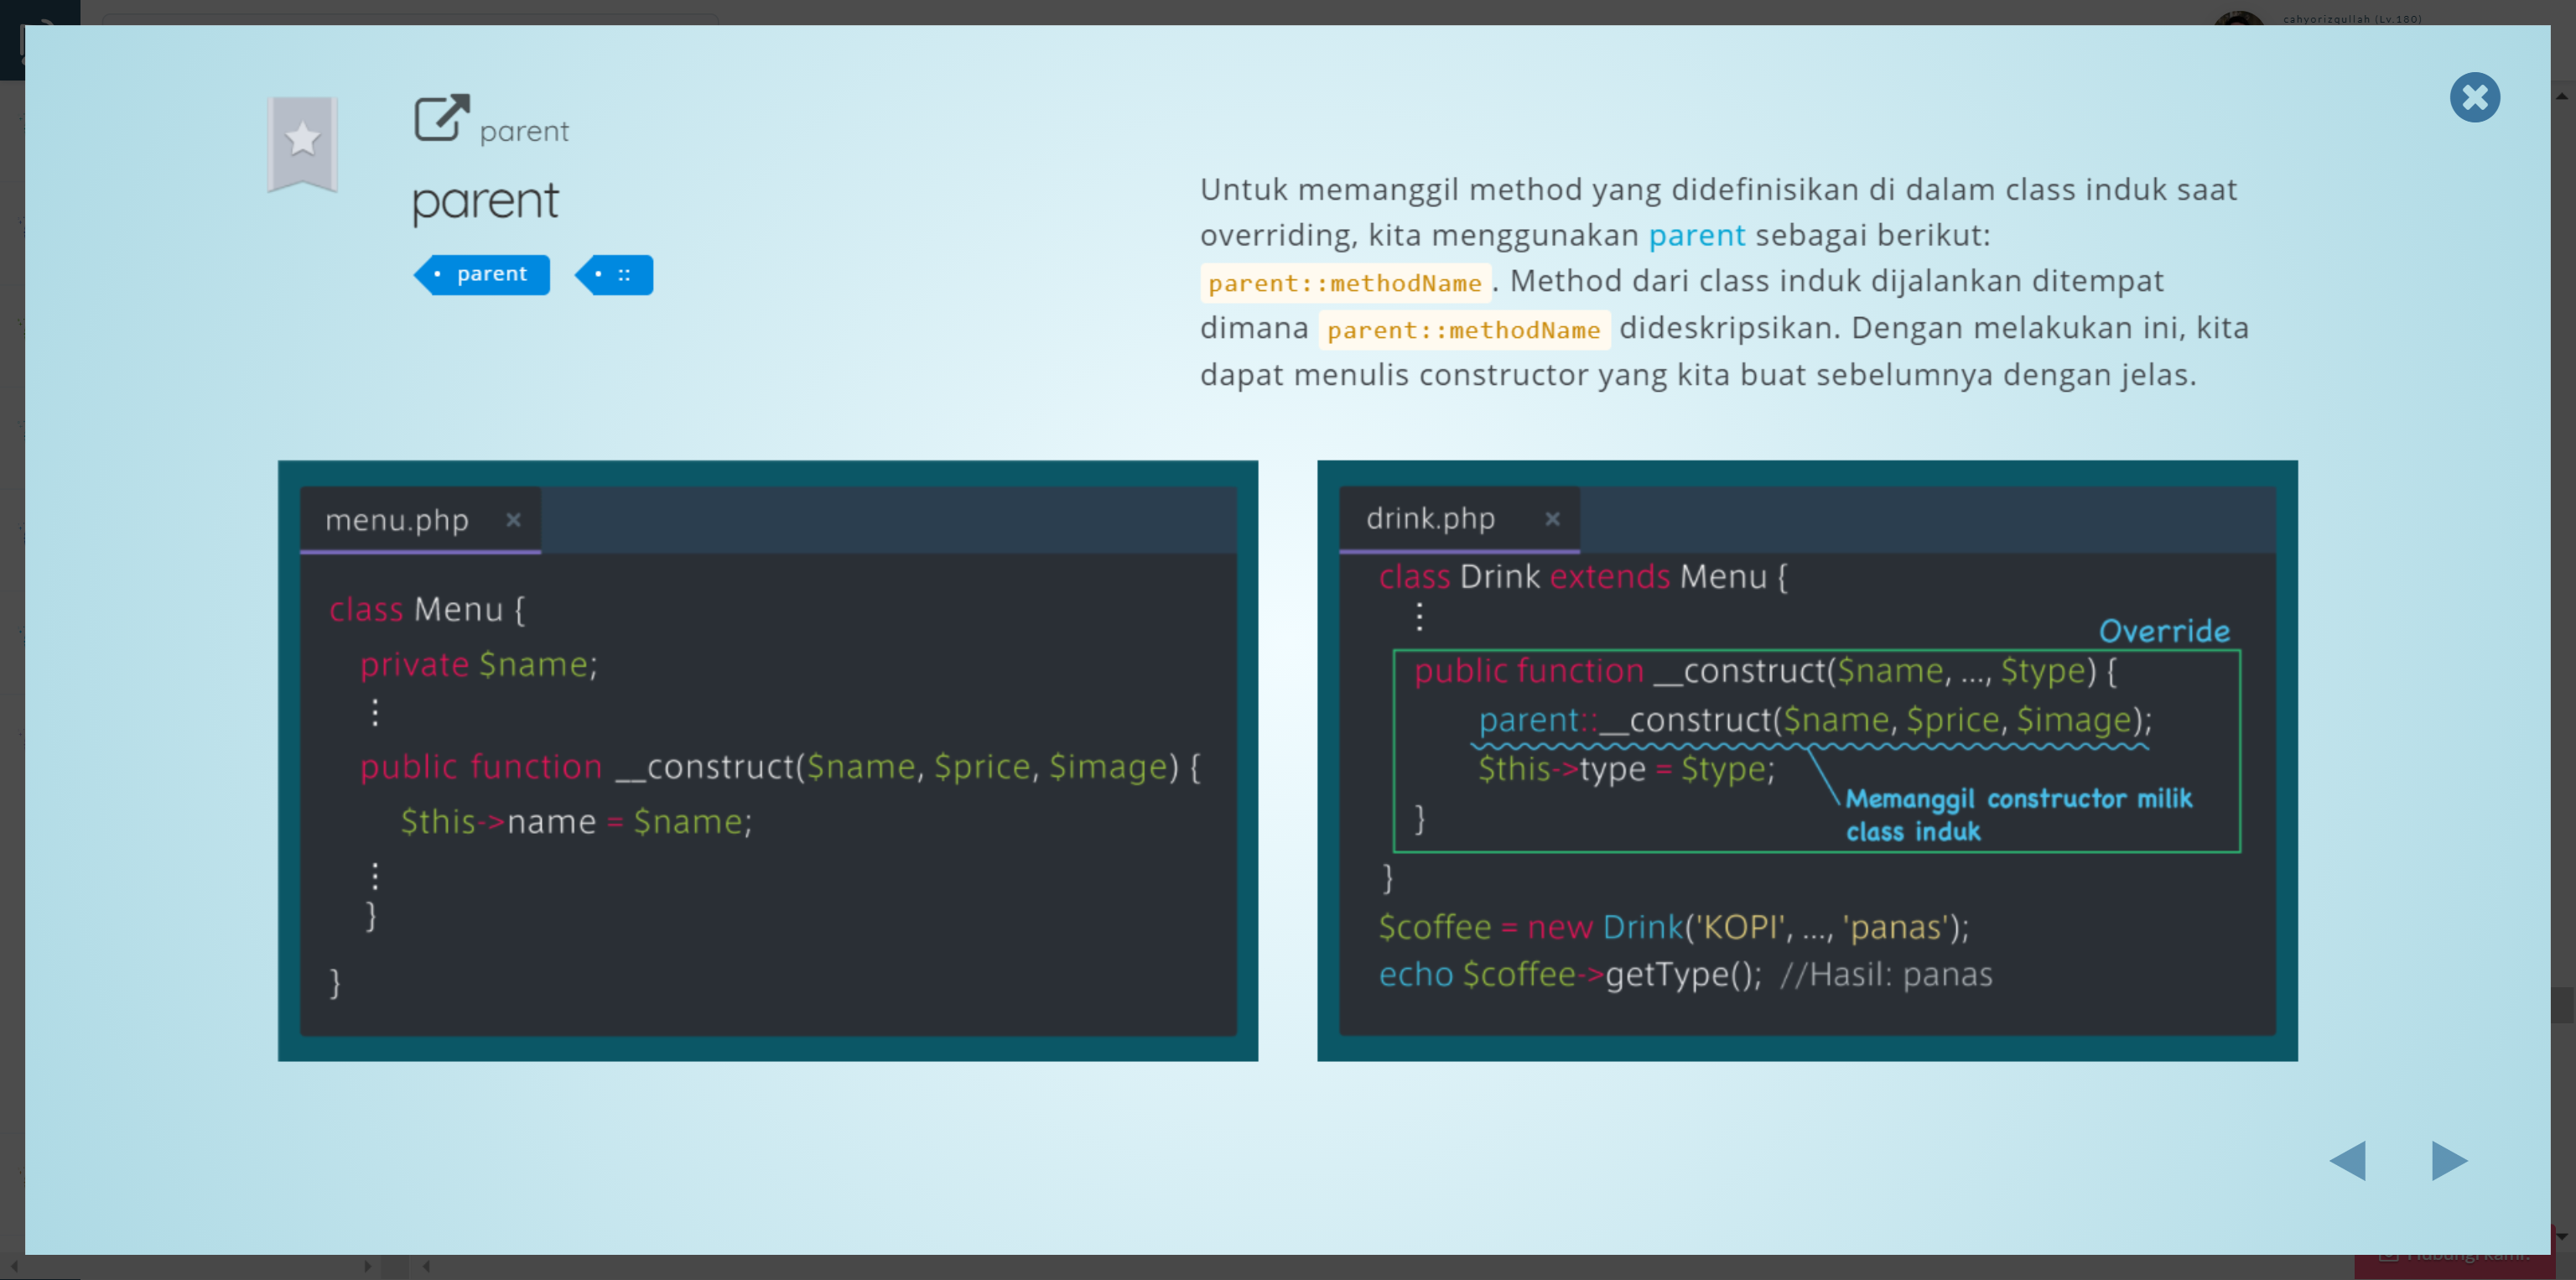 cahyorizqullah (Lv.180)
parent
parent
parent
::
Untuk memanggil method yang didefinisikan di dalam class induk saat
overriding, kita menggunakan parent sebagai berikut:
parent::methodName . Method dari class induk dijalankan ditempat
dimana parent::methodName dideskripsikan. Dengan melakukan ini, kita
dapat menulis constructor yang kita buat sebelumnya dengan jelas.
menu.php ×
class Menu {
private $name;
⋮
public function __construct($name, $price, $image) {
$this->name = $name;
⋮
}
}
drink.php ×
class Drink extends Menu {
⋮
Override
public function __construct($name, ..., $type) {
parent::__construct($name, $price, $image);
$this->type = $type;
Memanggil constructor milik
class induk
}
}
$coffee = new Drink('KOPI', ..., 'panas');
echo $coffee->getType(); //Hasil: panas